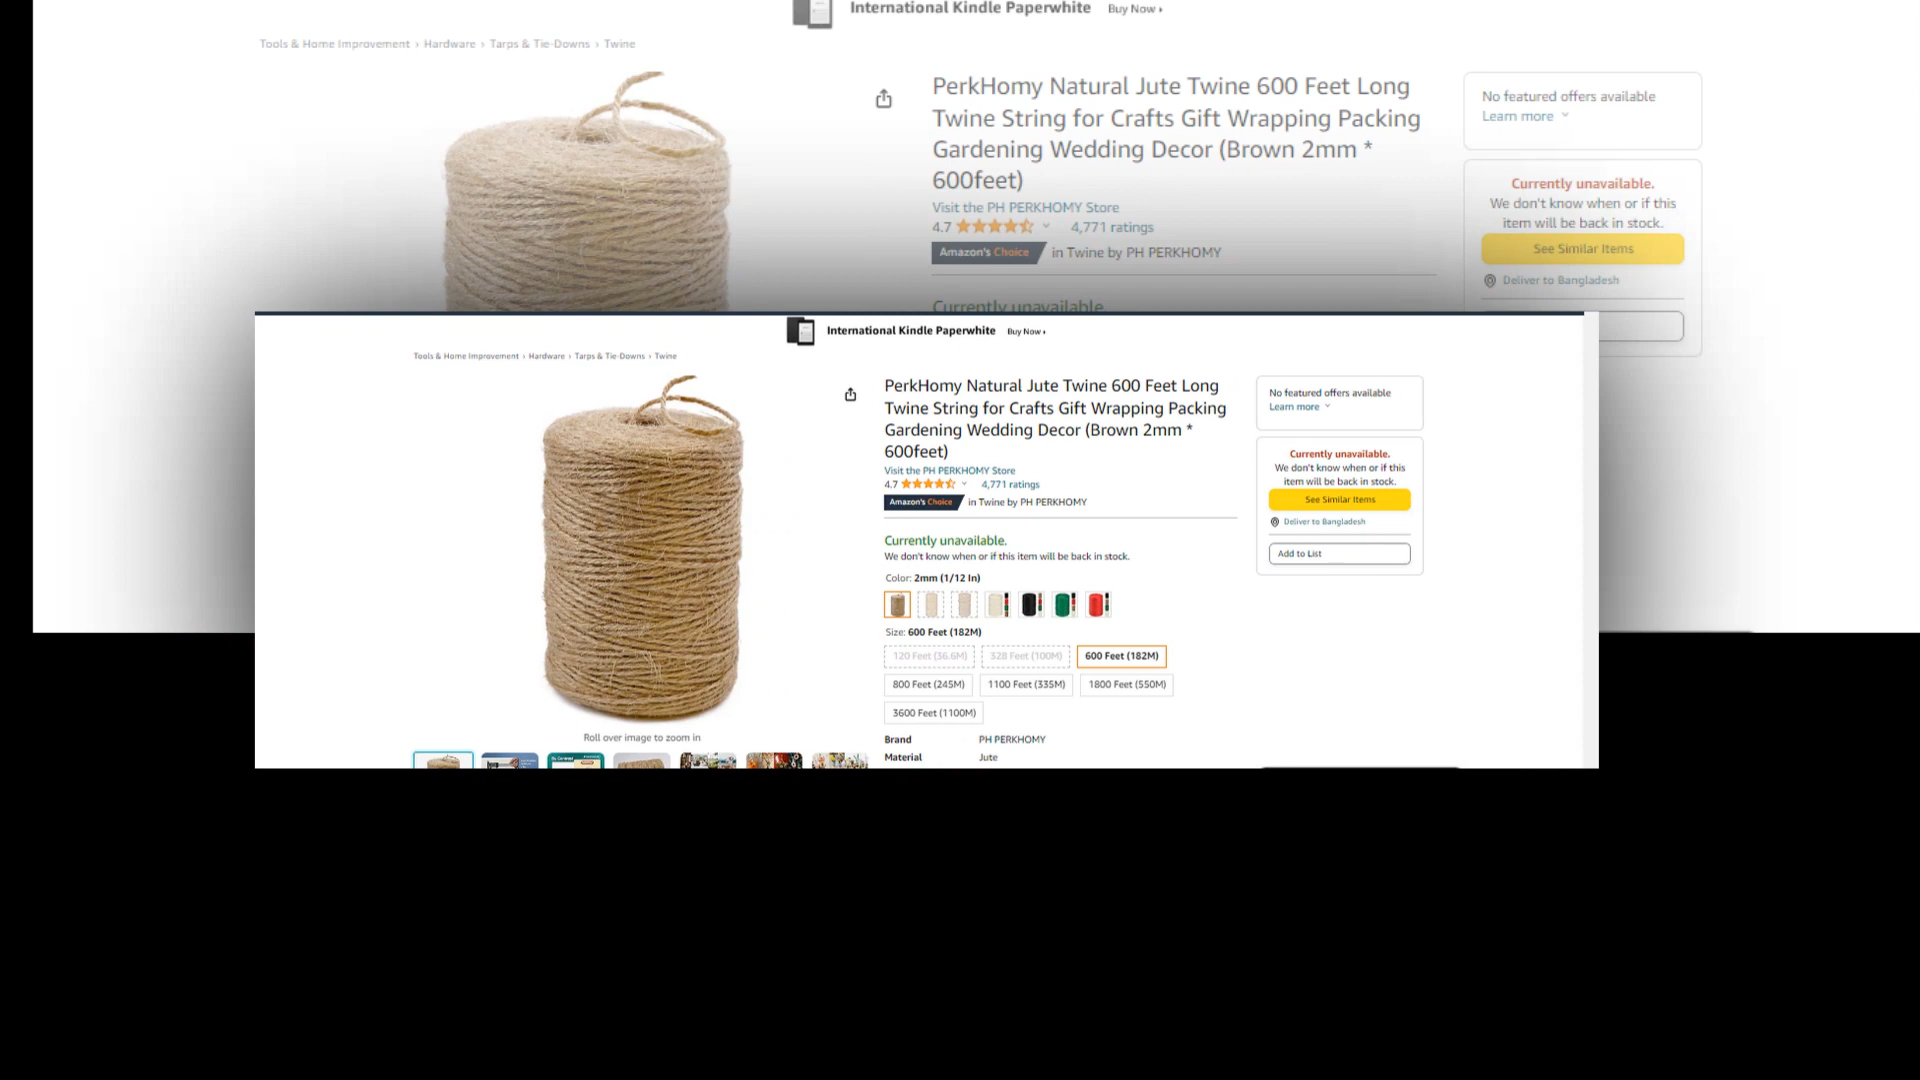 International Kindle Paperwhite Buy Now ›
Tools & Home Improvement › Hardware › Tarps & Tie-Downs › Twine
PerkHomy Natural Jute Twine 600 Feet Long
Twine String for Crafts Gift Wrapping Packing
Gardening Wedding Decor (Brown 2mm *
600feet)
Visit the PH PERKHOMY Store
4.7 4,771 ratings
Amazon's Choice in Twine by PH PERKHOMY
Currently unavailable.
No featured offers available
Learn more
Currently unavailable.
We don't know when or if this
item will be back in stock.
See Similar Items
Deliver to Bangladesh
International Kindle Paperwhite Buy Now ›
Tools & Home Improvement › Hardware › Tarps & Tie-Downs › Twine
PerkHomy Natural Jute Twine 600 Feet Long
Twine String for Crafts Gift Wrapping Packing
Gardening Wedding Decor (Brown 2mm *
600feet)
Visit the PH PERKHOMY Store
4.7 4,771 ratings
Amazon's Choice in Twine by PH PERKHOMY
Currently unavailable.
We don't know when or if this item will be back in stock.
Color: 2mm (1/12 In)
Size: 600 Feet (182M)
120 Feet (36.6M) 328 Feet (100M) 600 Feet (182M)
800 Feet (245M) 1100 Feet (335M) 1800 Feet (550M)
3600 Feet (1100M)
Brand PH PERKHOMY
Material Jute
Roll over image to zoom in
No featured offers available
Learn more
Currently unavailable.
We don't know when or if this
item will be back in stock.
See Similar Items
Deliver to Bangladesh
Add to List